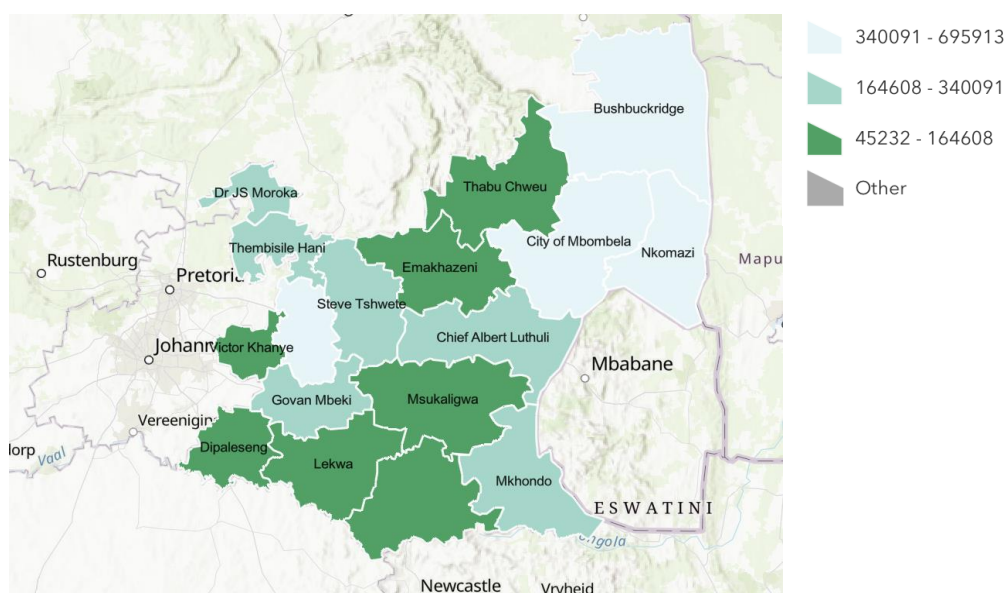 340091 - 695913
164608 - 340091
45232 - 164608
Other
Bushbuckridge
Thabu Chweu
Dr JS Moroka
City of Mbombela
Thembisile Hani
Nkomazi
Mapu
Rustenburg
Emakhazeni
Pretoria
Steve Tshwete
Chief Albert Luthuli
Johann
Victor Khanye
Mbabane
Govan Mbeki
Msukaligwa
Vereeniging
Dipaleseng
dorp
Vaal
Lekwa
Mkhondo
ESWATINI
ongola
Newcastle
Vryheid